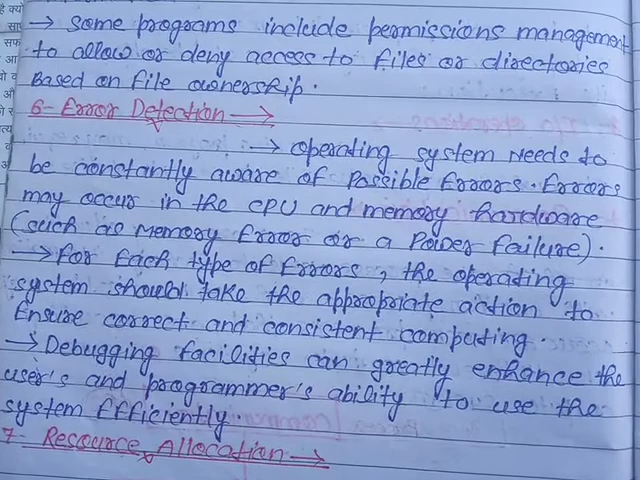 → Some programs include permissions management
to allow or deny access to files or directories
Based on file ownership.
6- Error Detection →
→ Operating system Needs to
be constantly aware of Possible Errors. Errors
may occur in the CPU and memory hardware
(such as Memory Error or a Power Failure).
→ For Each type of Errors, the operating
system should take the appropriate action to
Ensure correct and consistent computing.
→ Debugging facilities can greatly enhance the
user's and programmer's ability to use the
system Efficiently.
7- Resource Allocation →